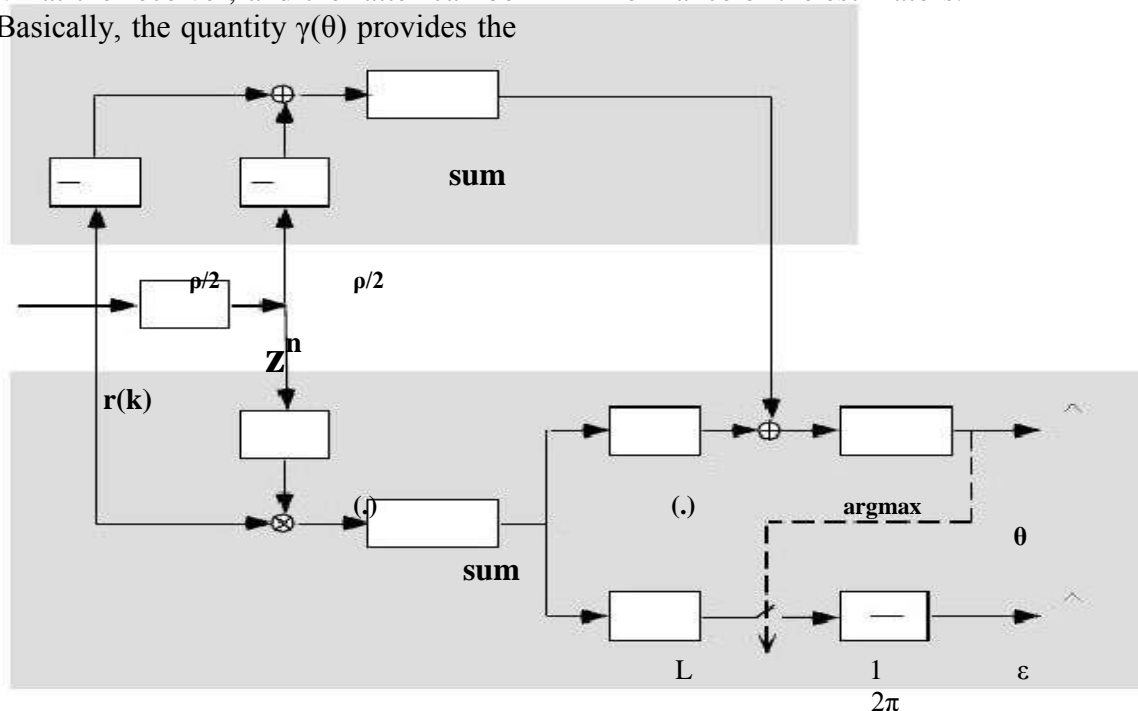 Basically, the quantity γ(θ) provides the
sum
ρ/2 ρ/2
z^n
r(k)
(.) (.) argmax
θ
sum
^
^
L 1 ε
2π